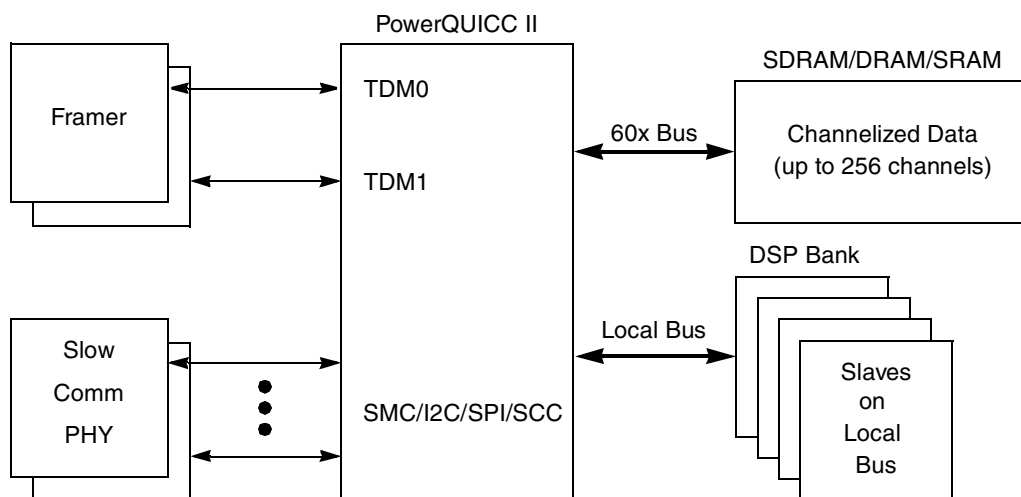 PowerQUICC II
SDRAM/DRAM/SRAM
Framer
TDM0
TDM1
60x Bus
Channelized Data
(up to 256 channels)
DSP Bank
Local Bus
Slow
Comm
PHY
SMC/I2C/SPI/SCC
Slaves
on
Local
Bus